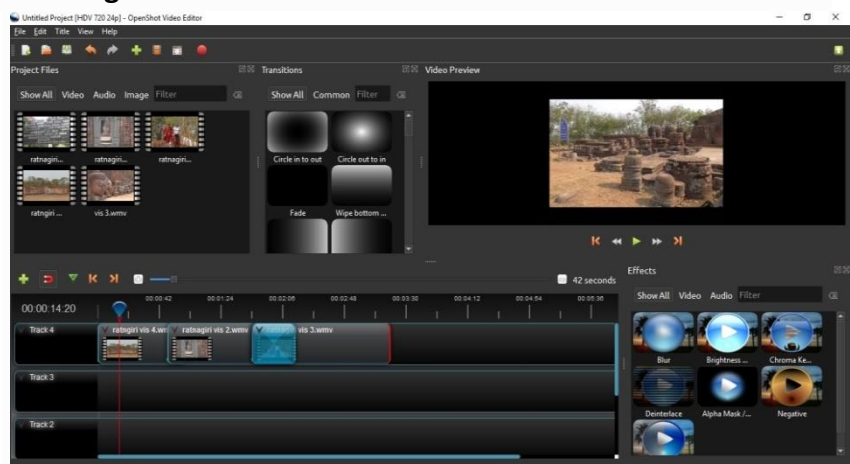 Untitled Project [HDV 720 24p] - OpenShot Video Editor
File Edit Title View Help
Project Files
Transitions
Video Preview
Show All Video Audio Image Filter
Show All Common Filter
ratnagiri...
ratnagiri...
ratnagiri...
Circle in to out
Circle out to in
ratngiri ...
vis 3.wmv
Fade
Wipe bottom ...
42 seconds
Effects
Show All Video Audio Filter
00:00:14:20
00:00:42
00:01:24
00:02:06
00:02:48
00:03:30
00:04:12
00:04:54
00:05:36
Track 4
ratngiri vis 4.wm
ratnagiri vis 2.wmv
vis 3.wmv
Blur
Brightness ...
Chroma Ke...
Track 3
Deinterlace
Alpha Mask /...
Negative
Track 2